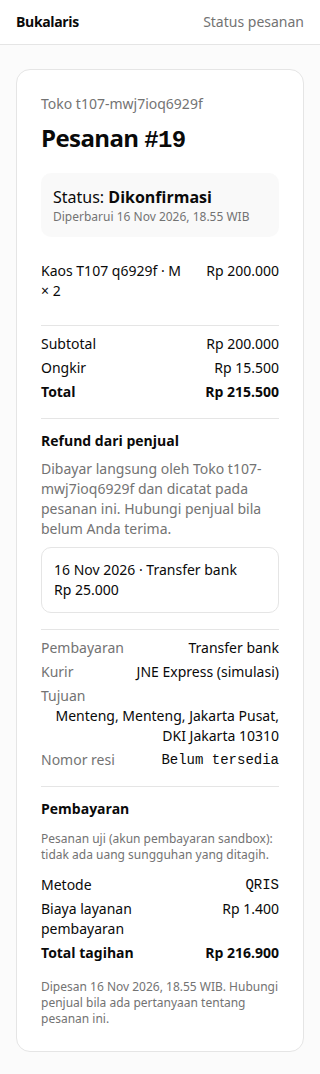 Bukalaris
Status pesanan
Toko t107-mwj7ioq6929f
Pesanan #19
Status: Dikonfirmasi
Diperbarui 16 Nov 2026, 18.55 WIB
Kaos T107 q6929f · M Rp 200.000
× 2
Subtotal Rp 200.000
Ongkir Rp 15.500
Total Rp 215.500
Refund dari penjual
Dibayar langsung oleh Toko t107-
mwj7ioq6929f dan dicatat pada
pesanan ini. Hubungi penjual bila
belum Anda terima.
16 Nov 2026 · Transfer bank
Rp 25.000
Pembayaran Transfer bank
Kurir JNE Express (simulasi)
Tujuan
Menteng, Menteng, Jakarta Pusat,
DKI Jakarta 10310
Nomor resi Belum tersedia
Pembayaran
Pesanan uji (akun pembayaran sandbox):
tidak ada uang sungguhan yang ditagih.
Metode QRIS
Biaya layanan Rp 1.400
pembayaran
Total tagihan Rp 216.900
Dipesan 16 Nov 2026, 18.55 WIB. Hubungi
penjual bila ada pertanyaan tentang
pesanan ini.